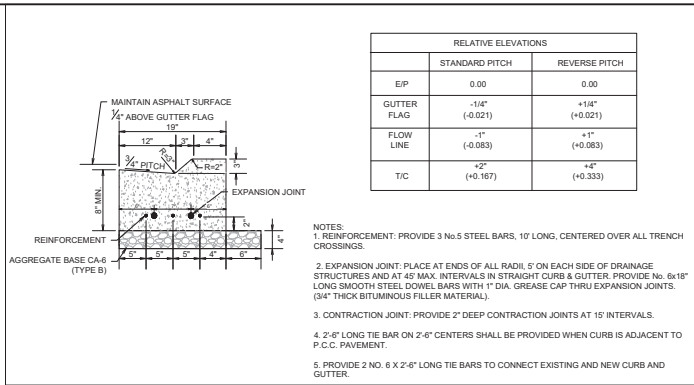 RELATIVE ELEVATIONS
STANDARD PITCH REVERSE PITCH
E/P 0.00 0.00
GUTTER FLAG -1/4" (-0.021) +1/4" (+0.021)
FLOW LINE -1" (-0.083) +1" (+0.083)
T/C +2" (+0.167) +4" (+0.333)
MAINTAIN ASPHALT SURFACE
1/4" ABOVE GUTTER FLAG
19"
12" 3" 4"
R=3"
3/4" PITCH
R=2"
3"
8" MIN.
EXPANSION JOINT
2"
REINFORCEMENT
4"
AGGREGATE BASE CA-6
(TYPE B)
5" 5" 5" 4" 6"
NOTES:
1. REINFORCEMENT: PROVIDE 3 No.5 STEEL BARS, 10' LONG, CENTERED OVER ALL TRENCH
CROSSINGS.
2. EXPANSION JOINT: PLACE AT ENDS OF ALL RADII, 5' ON EACH SIDE OF DRAINAGE
STRUCTURES AND AT 45' MAX. INTERVALS IN STRAIGHT CURB & GUTTER. PROVIDE No. 6x18"
LONG SMOOTH STEEL DOWEL BARS WITH 1" DIA. GREASE CAP THRU EXPANSION JOINTS.
(3/4" THICK BITUMINOUS FILLER MATERIAL).
3. CONTRACTION JOINT: PROVIDE 2" DEEP CONTRACTION JOINTS AT 15' INTERVALS.
4. 2'-6" LONG TIE BAR ON 2'-6" CENTERS SHALL BE PROVIDED WHEN CURB IS ADJACENT TO
P.C.C. PAVEMENT.
5. PROVIDE 2 NO. 6 X 2'-6" LONG TIE BARS TO CONNECT EXISTING AND NEW CURB AND
GUTTER.